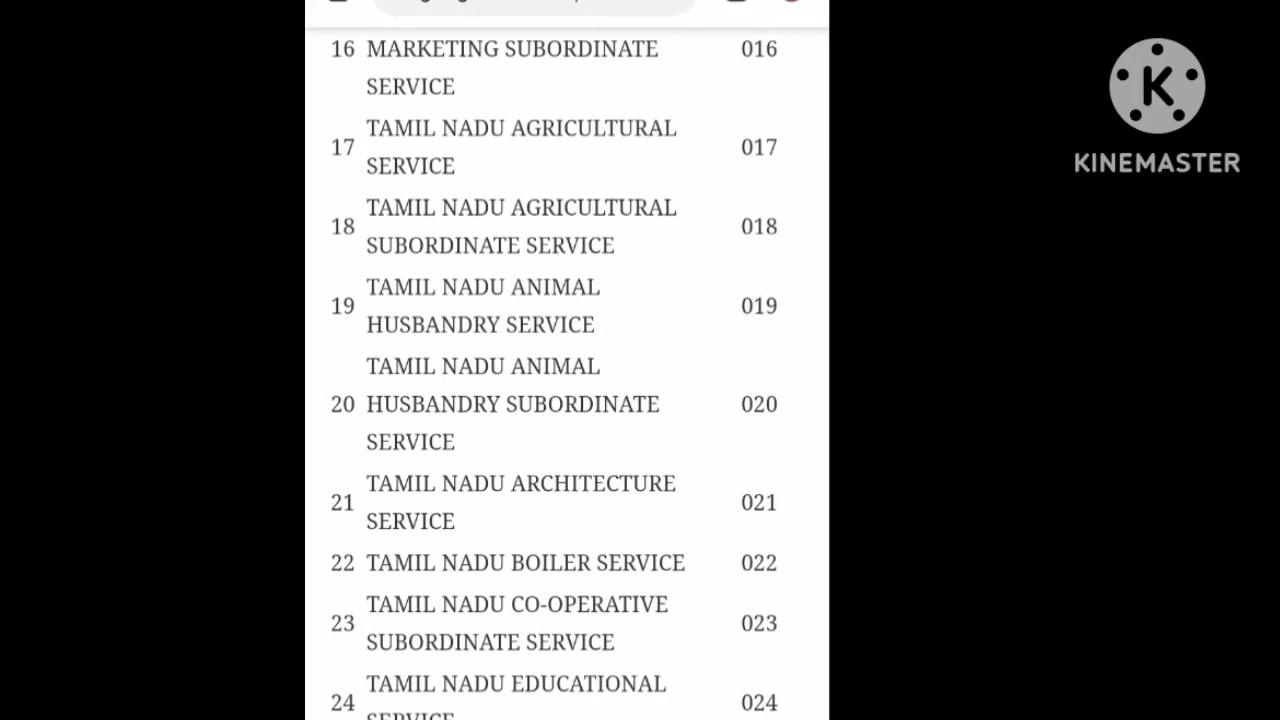 16 MARKETING SUBORDINATE 016
SERVICE
TAMIL NADU AGRICULTURAL
17 017
SERVICE
TAMIL NADU AGRICULTURAL
18 018
SUBORDINATE SERVICE
TAMIL NADU ANIMAL
19 019
HUSBANDRY SERVICE
TAMIL NADU ANIMAL
20 HUSBANDRY SUBORDINATE 020
SERVICE
TAMIL NADU ARCHITECTURE
21 021
SERVICE
22 TAMIL NADU BOILER SERVICE 022
TAMIL NADU CO-OPERATIVE
23 023
SUBORDINATE SERVICE
TAMIL NADU EDUCATIONAL
24 024
SERVICE
K
KINEMASTER